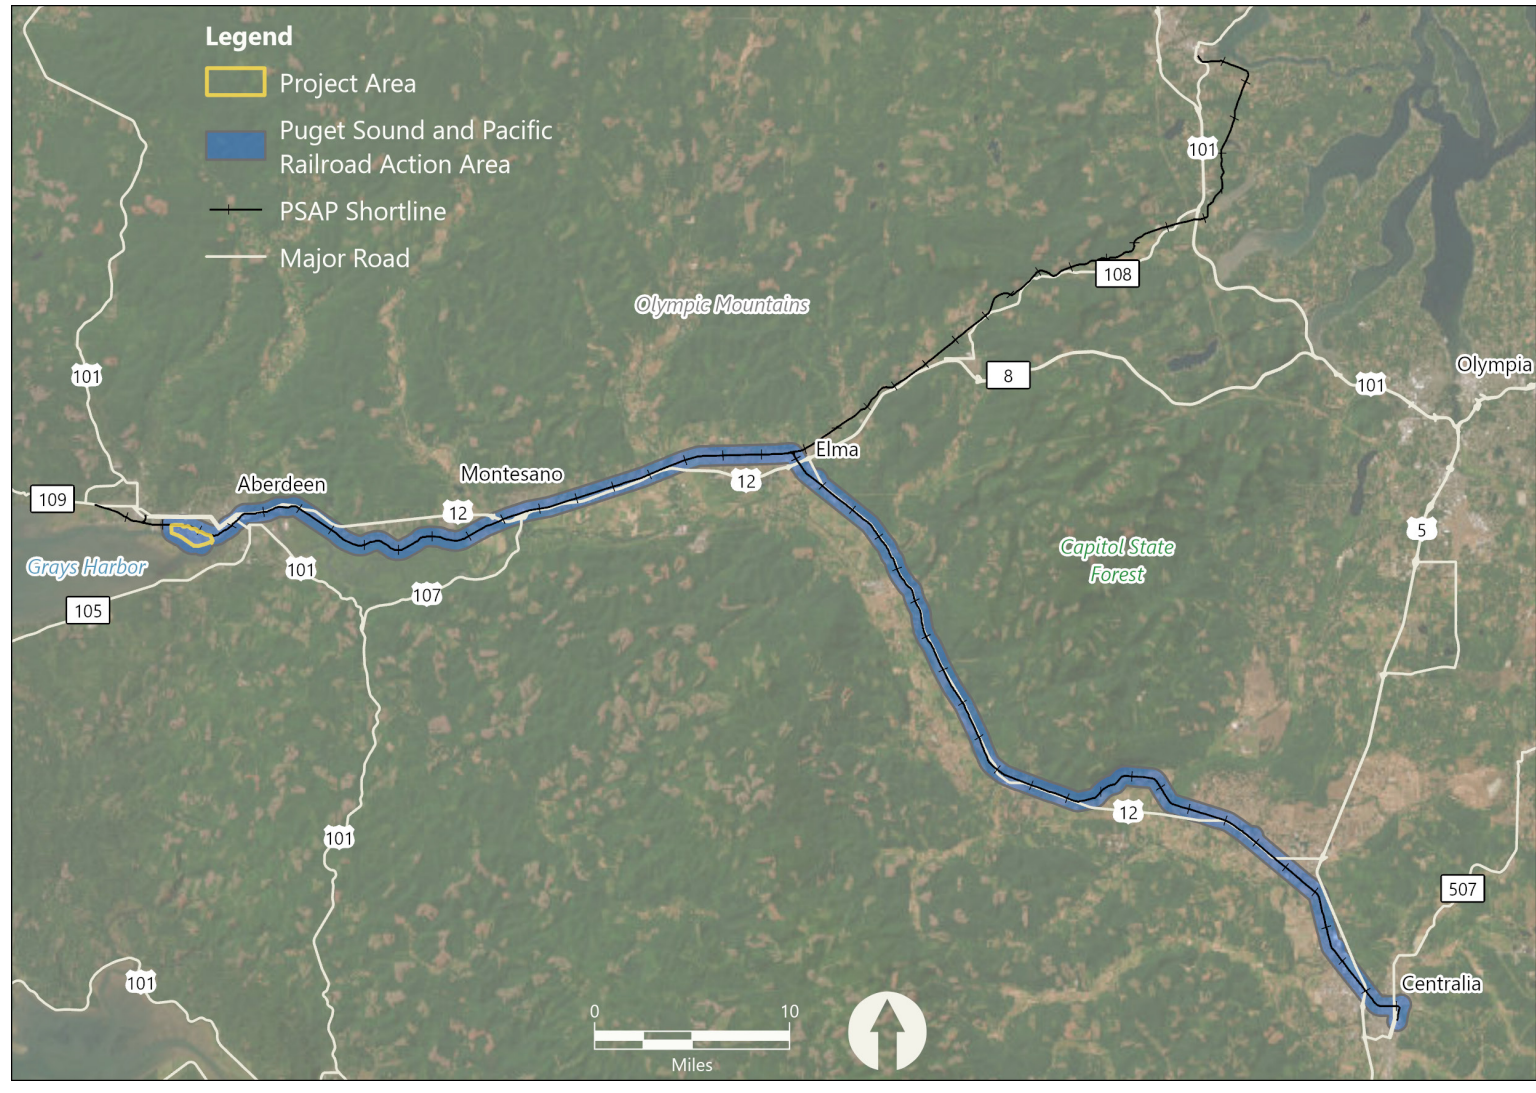 Legend
Project Area
Puget Sound and Pacific
Railroad Action Area
PSAP Shortline
Major Road
101
108
Olympic Mountains
101
8
101
Olympia
Elma
Montesano
12
Aberdeen
109
12
5
Grays Harbor
101
Capitol State
Forest
107
105
12
101
507
101
Centralia
0 10
Miles